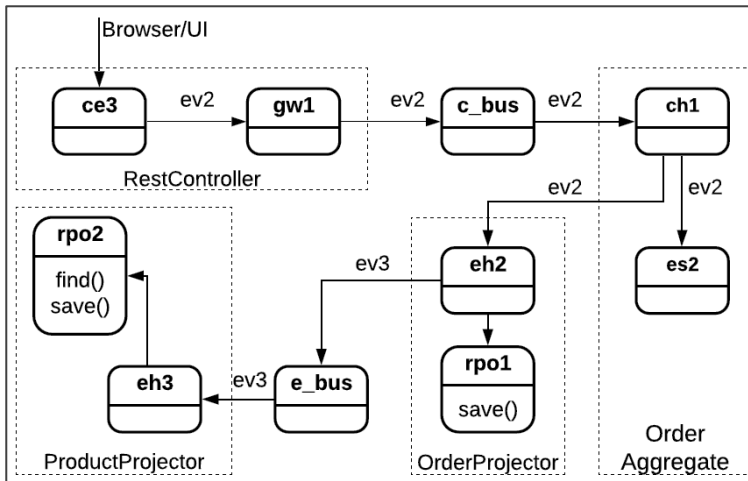 Browser/UI
ce3
ev2
gw1
ev2
c_bus
ev2
ch1
RestController
ev2
ev2
rpo2
find()
save()
eh2
es2
ev3
rpo1
save()
eh3
ev3
e_bus
ProductProjector
OrderProjector
Order
Aggregate